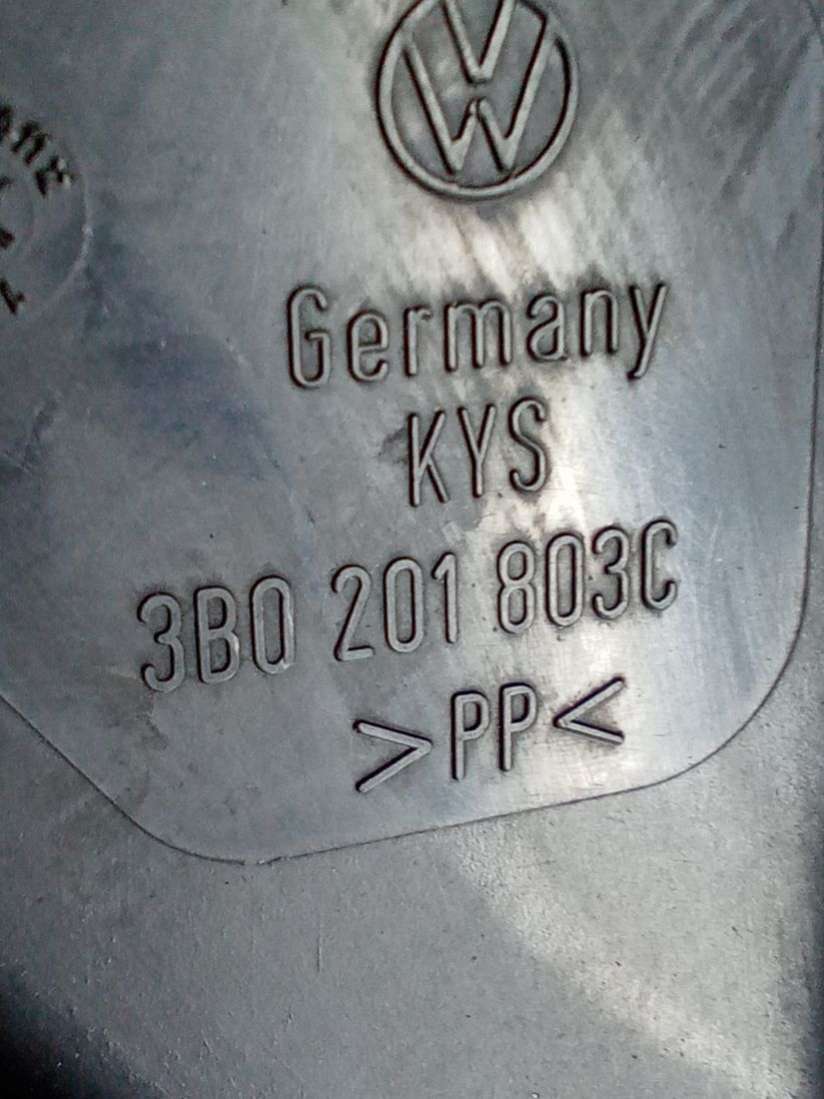 Germany
KYS
3B0 201 803C
>PP<